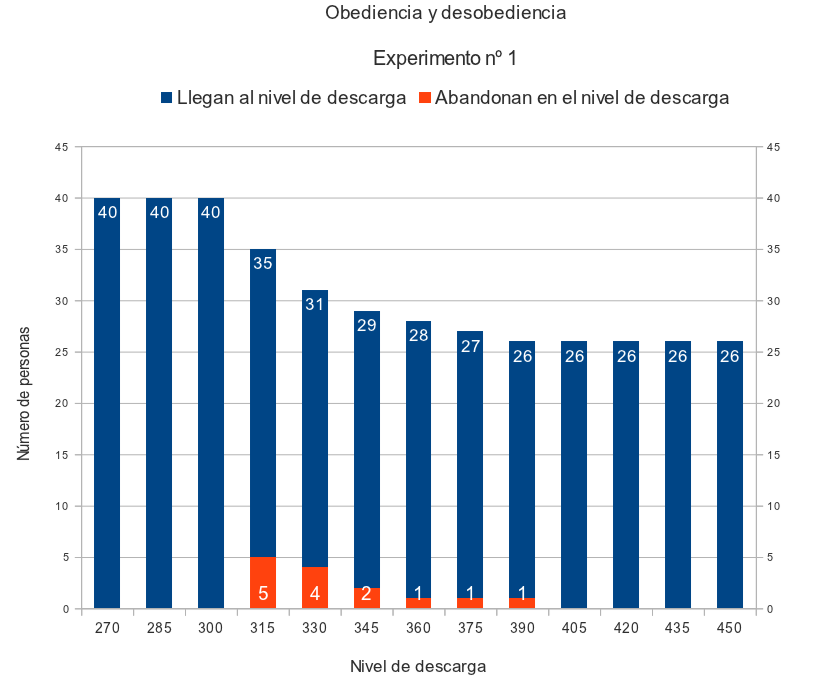 Obediencia y desobediencia
Experimento nº 1
Llegan al nivel de descarga Abandonan en el nivel de descarga
45 45
40 40
40 40 40
35 35
35
31
30 30
29
28
27
26 26 26 26 26
25 25
Número de personas
20 20
15 15
10 10
5 5
5 4 2 1 1 1
0 0
270 285 300 315 330 345 360 375 390 405 420 435 450
Nivel de descarga